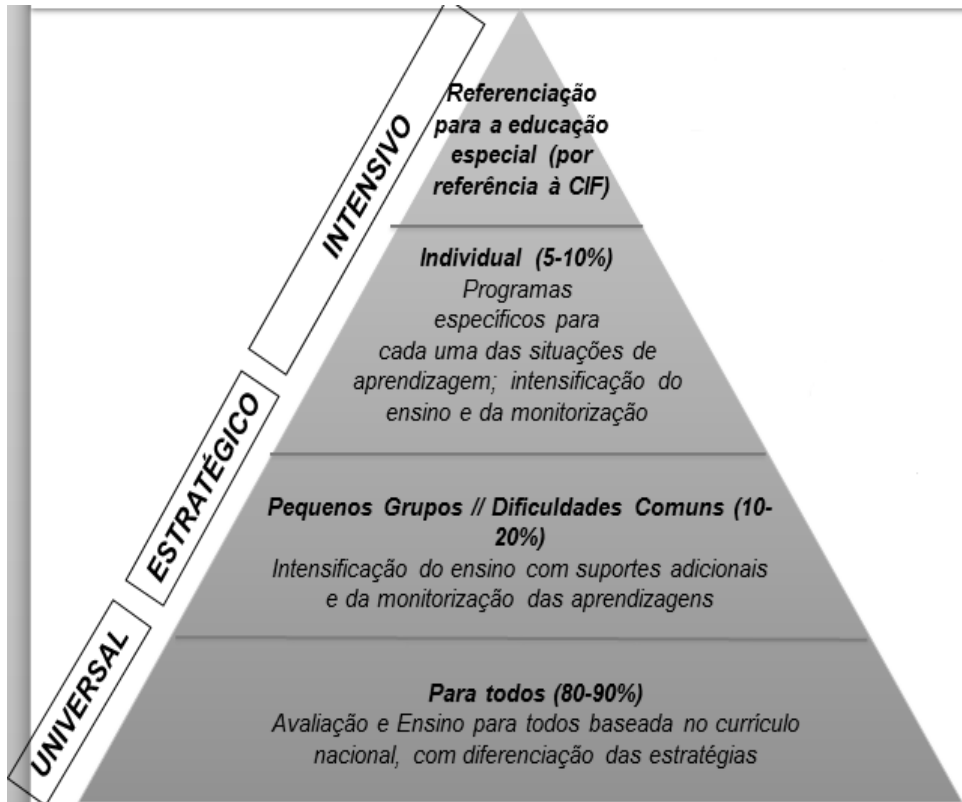 INTENSIVO
Referenciação
para a educação
especial (por
referência à CIF)
Individual (5-10%)
Programas
específicos para
cada uma das situações de
aprendizagem; intensificação do
ensino e da monitorização
ESTRATÉGICO
Pequenos Grupos // Dificuldades Comuns (10-
20%)
Intensificação do ensino com suportes adicionais
e da monitorização das aprendizagens
UNIVERSAL
Para todos (80-90%)
Avaliação e Ensino para todos baseada no currículo
nacional, com diferenciação das estratégias